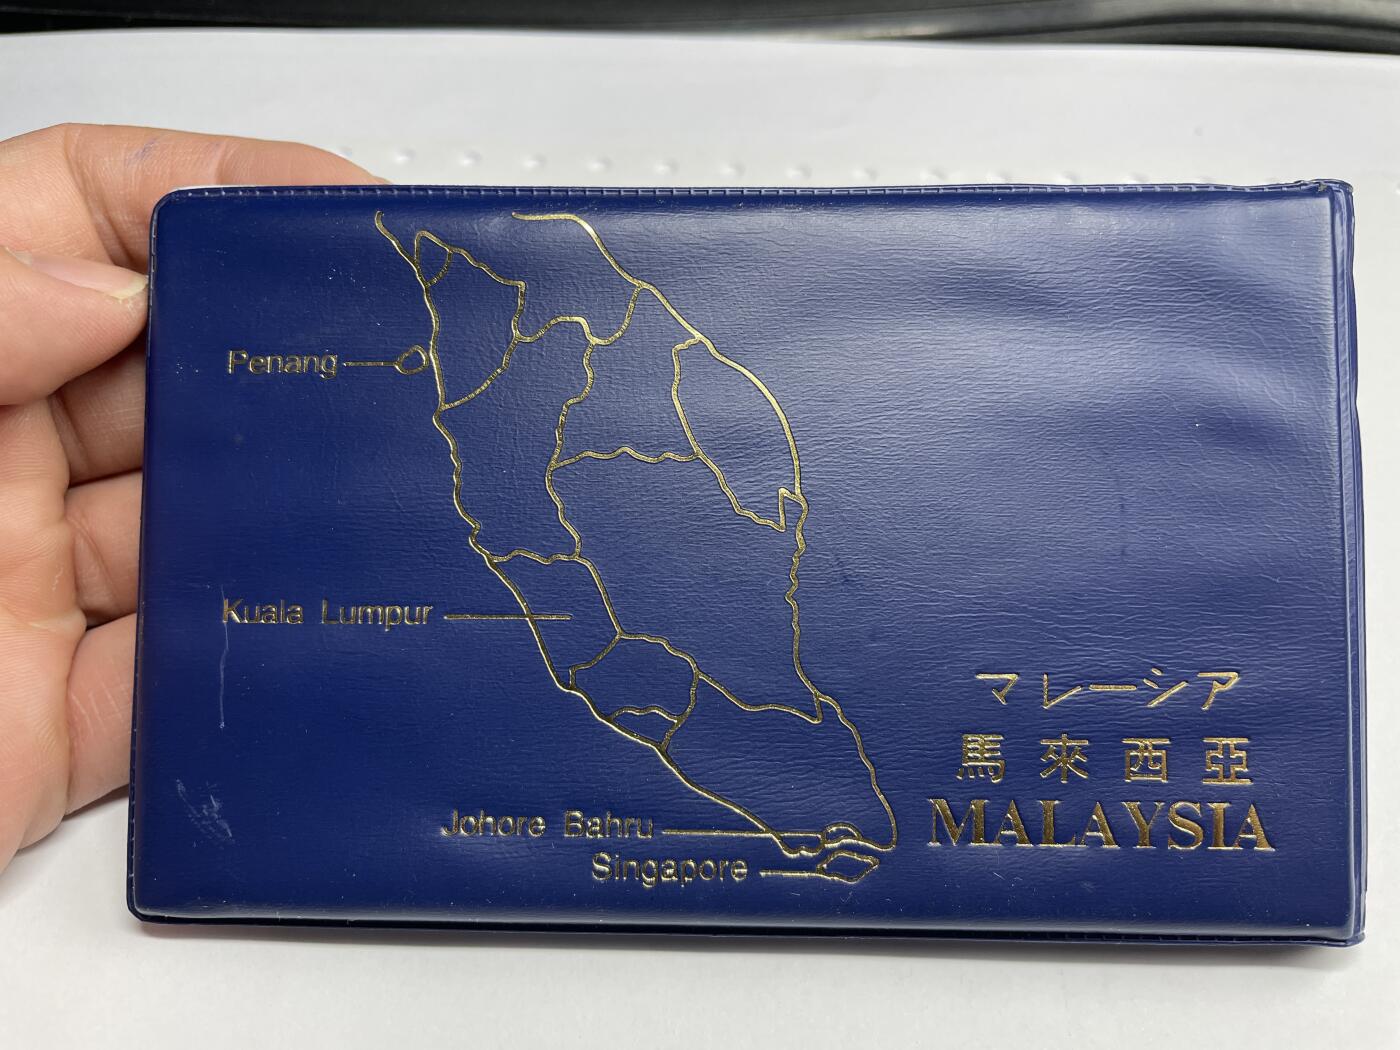 Penang
Kuala Lumpur
Johore Bahru
Singapore
マレーシア
馬來西亞
MALAYSIA